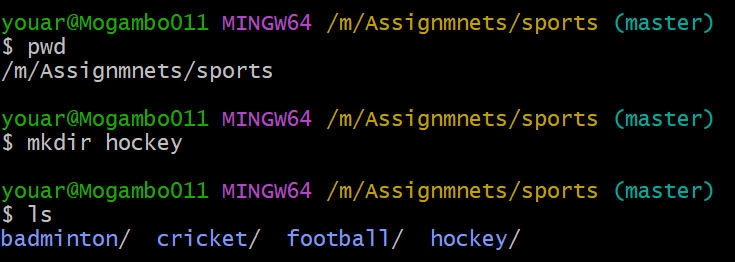 youar@Mogambo011 MINGW64 /m/Assignmnets/sports (master)
$ pwd
/m/Assignmnets/sports
youar@Mogambo011 MINGW64 /m/Assignmnets/sports (master)
$ mkdir hockey
youar@Mogambo011 MINGW64 /m/Assignmnets/sports (master)
$ ls
badminton/  cricket/  football/  hockey/